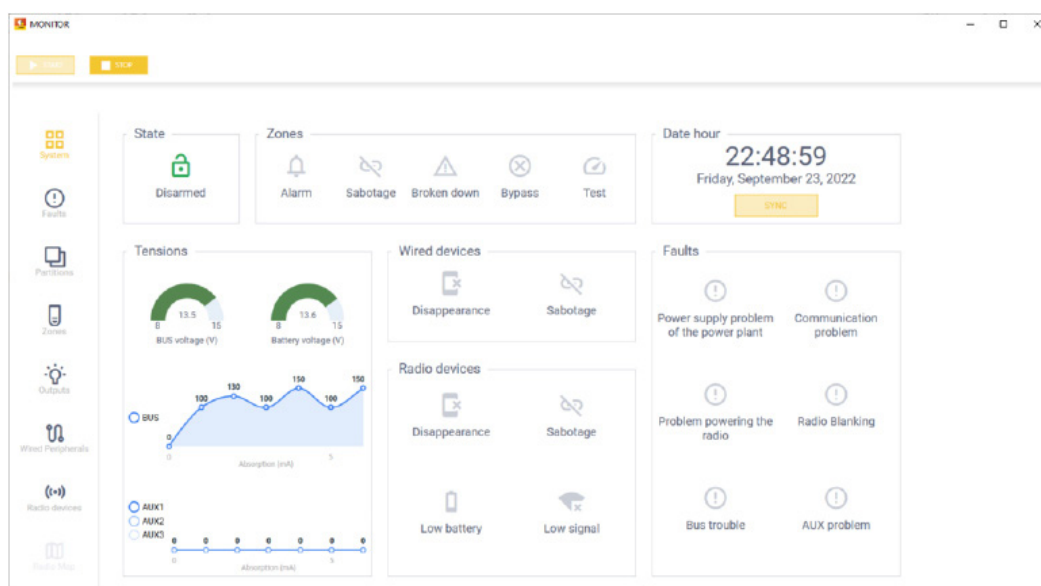 MONITOR
STOP
System
Faults
Partitions
Zones
Outputs
Wired Peripherals
Radio devices
Radio Map
State
Disarmed
Zones
Alarm
Sabotage
Broken down
Bypass
Test
Date hour
22:48:59
Friday, September 23, 2022
SYNC
Tensions
13.5
8 15
BUS voltage (V)
13.6
8 15
Battery voltage (V)
BUS
0 100 130 100 150 100 150
0 5
Absorption (mA)
AUX1
AUX2
AUX3
0 0 0 0 0 0 0
0 5
Absorption (mA)
Wired devices
Disappearance
Sabotage
Radio devices
Disappearance
Sabotage
Low battery
Low signal
Faults
Power supply problem
of the power plant
Communication
problem
Problem powering the
radio
Radio Blanking
Bus trouble
AUX problem